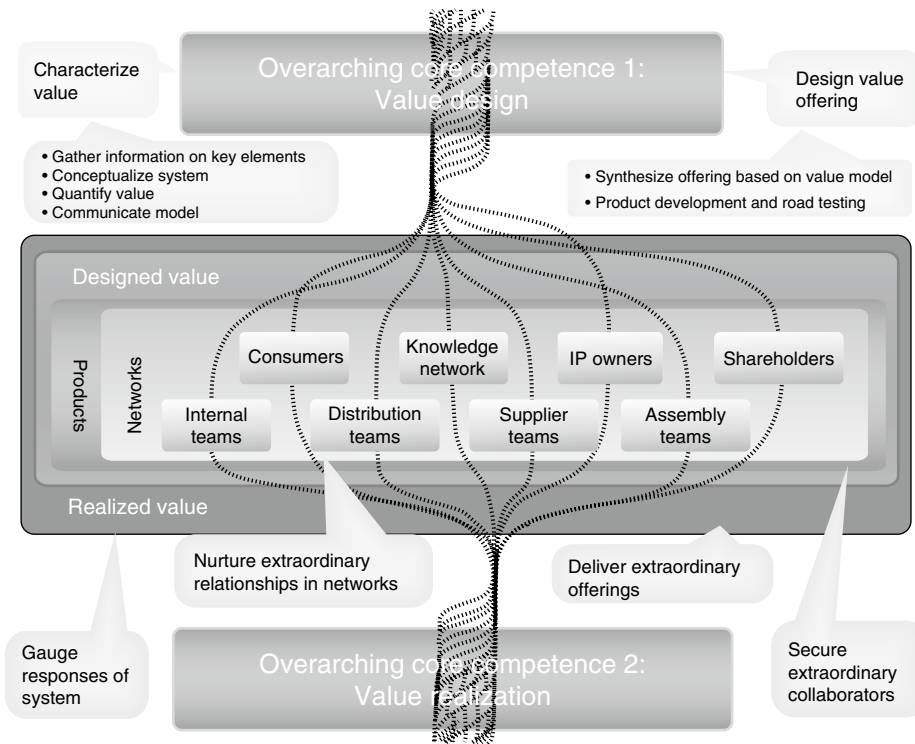 Characterize
value
Overarching core competence 1:
Value design
Design value
offering
• Gather information on key elements
• Conceptualize system
• Quantify value
• Communicate model
• Synthesize offering based on value model
• Product development and road testing
Designed value
Products
Networks
Consumers
Knowledge
network
IP owners
Shareholders
Internal
teams
Distribution
teams
Supplier
teams
Assembly
teams
Realized value
Nurture extraordinary
relationships in networks
Deliver extraordinary
offerings
Gauge
responses of
system
Overarching core competence 2:
Value realization
Secure
extraordinary
collaborators